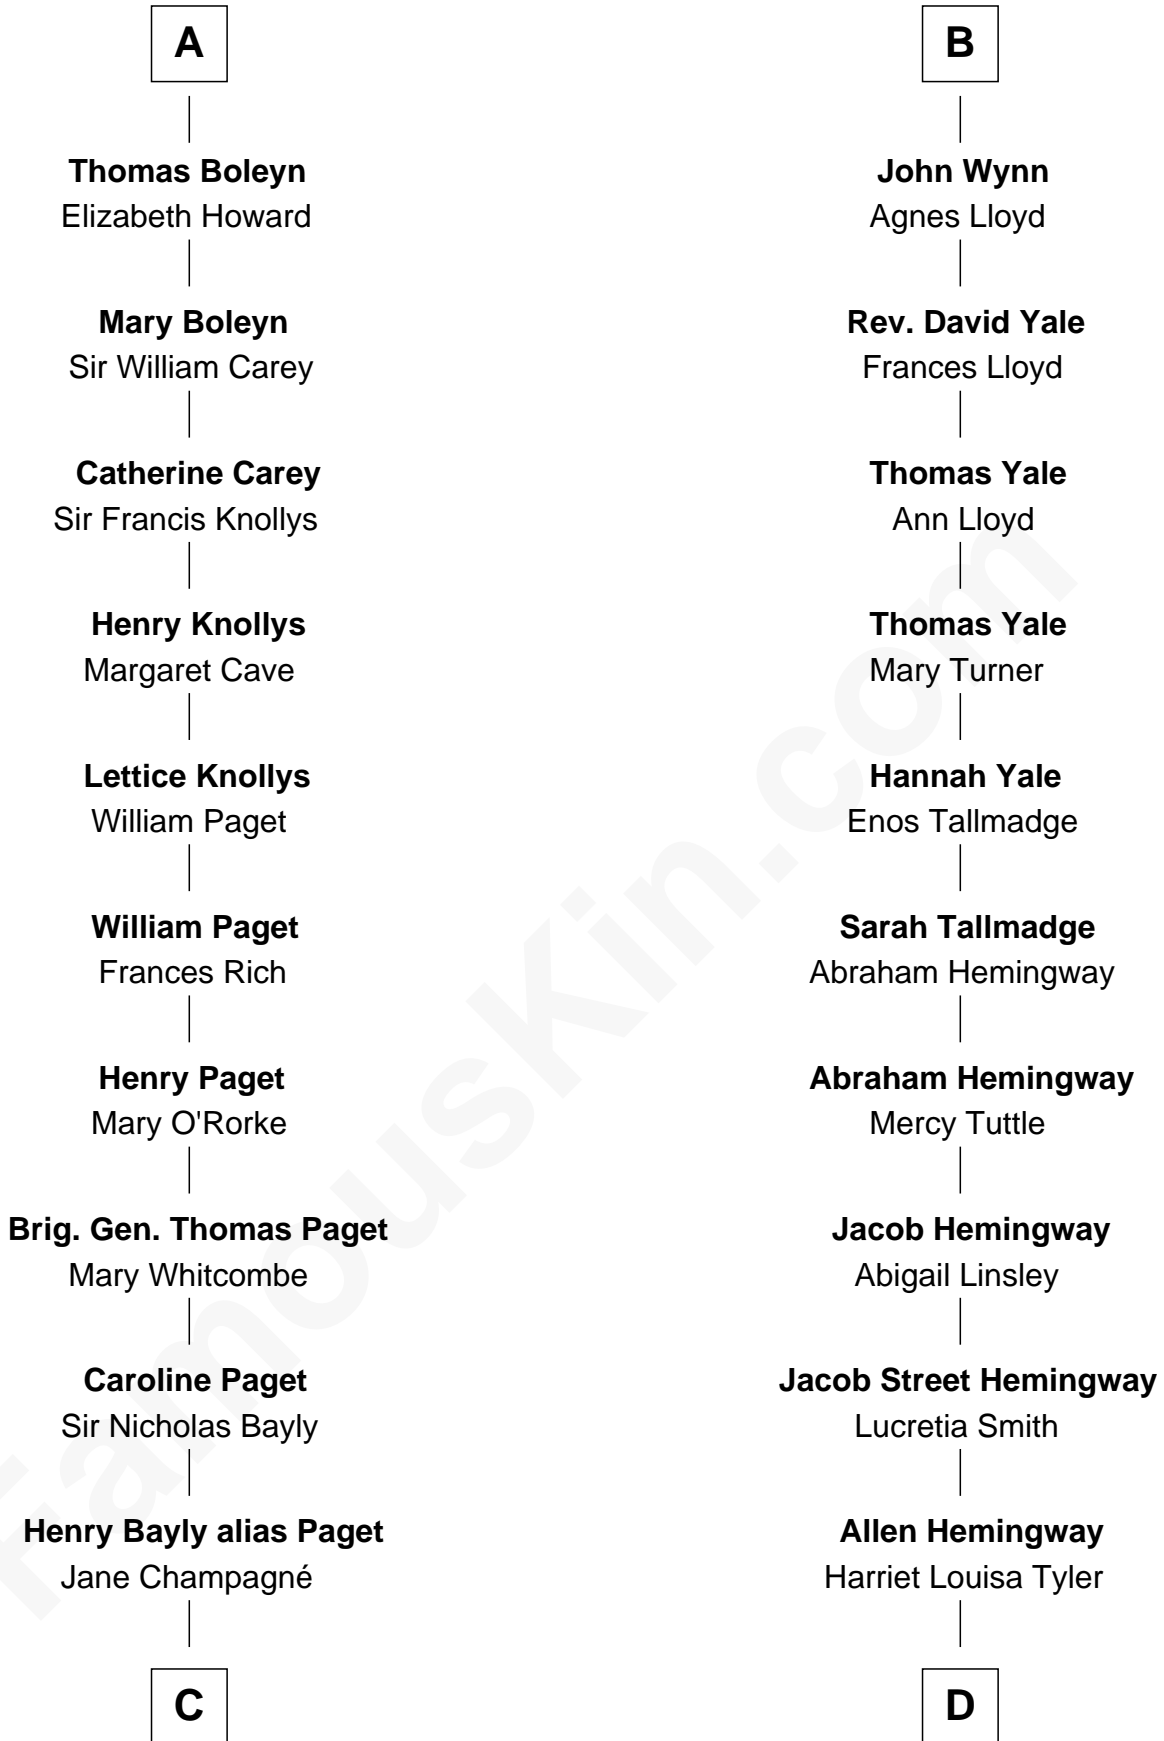 A
Thomas Boleyn
Elizabeth Howard
Mary Boleyn
Sir William Carey
Catherine Carey
Sir Francis Knollys
Henry Knollys
Margaret Cave
Lettice Knollys
William Paget
William Paget
Frances Rich
Henry Paget
Mary O'Rorke
Brig. Gen. Thomas Paget
Mary Whitcombe
Caroline Paget
Sir Nicholas Bayly
Henry Bayly alias Paget
Jane Champagné
C
B
John Wynn
Agnes Lloyd
Rev. David Yale
Frances Lloyd
Thomas Yale
Ann Lloyd
Thomas Yale
Mary Turner
Hannah Yale
Enos Tallmadge
Sarah Tallmadge
Abraham Hemingway
Abraham Hemingway
Mercy Tuttle
Jacob Hemingway
Abigail Linsley
Jacob Street Hemingway
Lucretia Smith
Allen Hemingway
Harriet Louisa Tyler
D
FamousKin.com